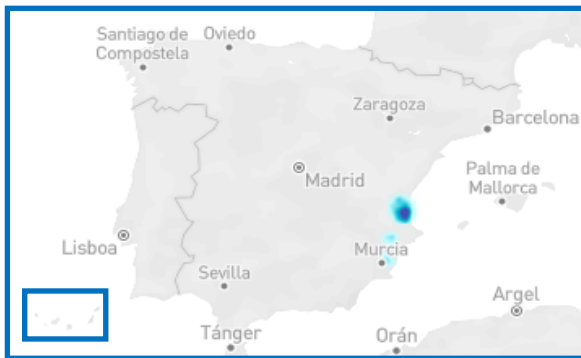 Santiago de
Compostela
Oviedo
Zaragoza
Barcelona
Madrid
Palma de
Mallorca
Lisboa
Murcia
Sevilla
Argel
Tánger
Orán